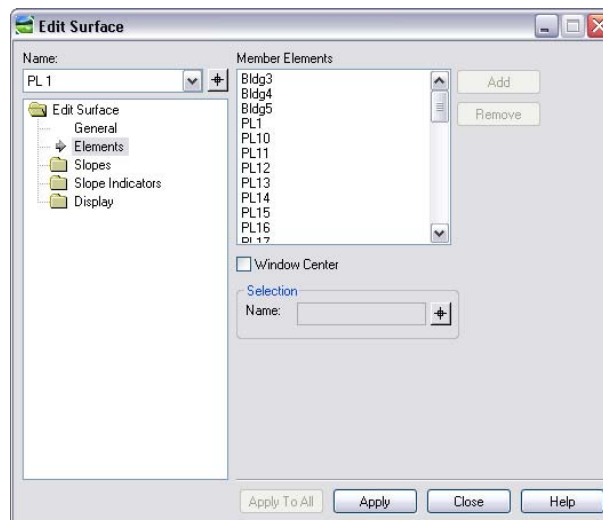 Edit Surface
Name:
PL 1
Edit Surface
General
Elements
Slopes
Slope Indicators
Display
Member Elements
Bldg3
Bldg4
Bldg5
PL1
PL10
PL11
PL12
PL13
PL14
PL15
PL16
PL17
Add
Remove
Window Center
Selection
Name:
Apply To All
Apply
Close
Help